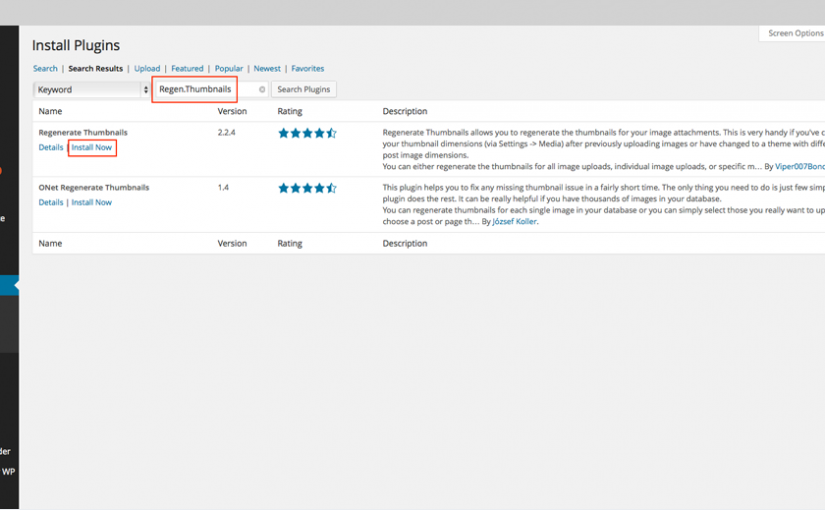 Screen Options
Install Plugins
Search | Search Results | Upload | Featured | Popular | Newest | Favorites
Keyword Regen.Thumbnails Search Plugins
Name Version Rating Description
Regenerate Thumbnails 2.2.4 Regenerate Thumbnails allows you to regenerate the thumbnails for your image attachments. This is very handy if you've c
Details | Install Now your thumbnail dimensions (via Settings -> Media) after previously uploading images or have changed to a theme with diffe
post image dimensions.
You can either regenerate the thumbnails for all image uploads, individual image uploads, or specific m... By Viper007Bond
ONet Regenerate Thumbnails 1.4 This plugin helps you to fix any missing thumbnail issue in a fairly short time. The only thing you need to do is just few simp
Details | Install Now plugin does the rest. It can be really helpful if you have thousands of images in your database.
You can regenerate thumbnails for each single image in your database or you can simply select those you really want to up
choose a post or page th... By József Koller.
Name Version Rating Description
e
der
WP